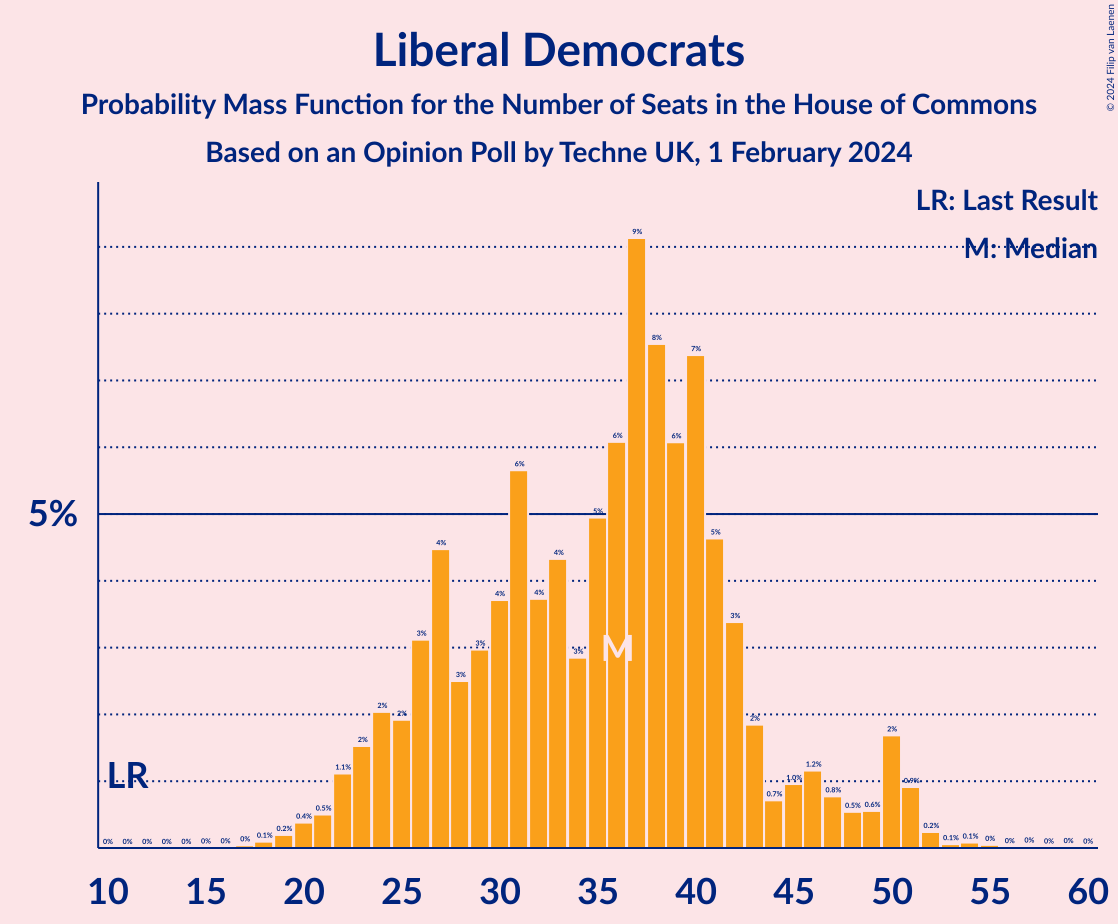 Liberal Democrats
Probability Mass Function for the Number of Seats in the House of Commons
Based on an Opinion Poll by Techne UK, 1 February 2024
© 2024 Filip van Laenen
LR: Last Result
M: Median
5%
LR
M
0% 0% 0% 0% 0% 0% 0% 0% 0.1% 0.2% 0.4% 0.5% 1.1% 2% 2% 2% 3% 4% 3% 3% 4% 6% 4% 4% 3% 5% 6% 9% 8% 6% 7% 5% 3% 2% 0.7% 1.0% 1.2% 0.8% 0.5% 0.6% 2% 0.9% 0.2% 0.1% 0.1% 0% 0% 0% 0% 0% 0%
10 15 20 25 30 35 40 45 50 55 60